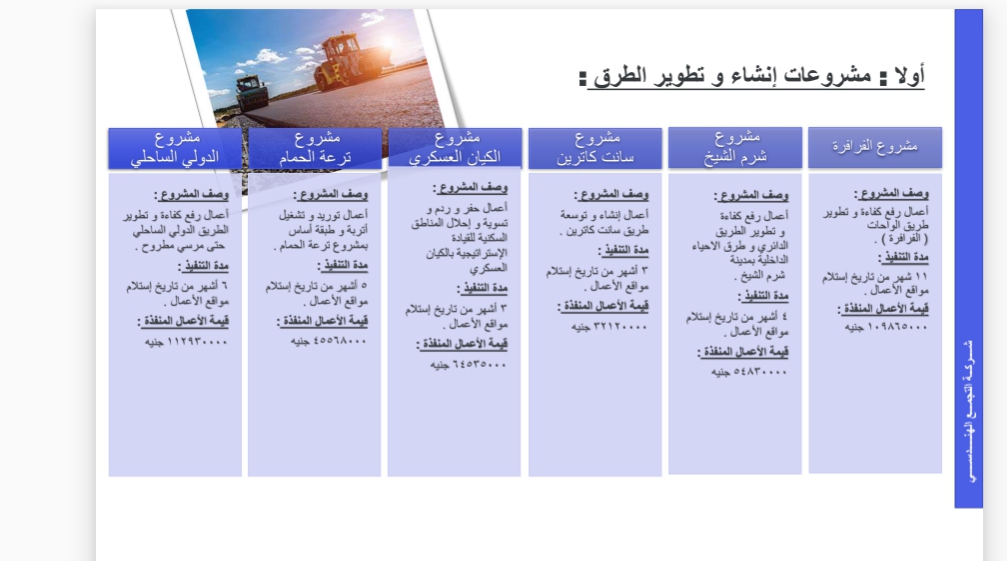 أولا : مشروعات إنشاء و تطوير الطرق :
مشروع الفرافرة
وصف المشروع :
أعمال رفع كفاءة و تطوير
طريق الواحات
( الفرافرة ) .
مدة التنفيذ :
١١ شهر من تاريخ إستلام
مواقع الأعمال .
قيمة الأعمال المنفذة :
١٠٩٨٦٥٠٠٠ جنيه
مشروع
شرم الشيخ
وصف المشروع :
أعمال رفع كفاءة
و تطوير الطريق
الدائري و طرق الاحياء
الداخلية بمدينة
شرم الشيخ .
مدة التنفيذ :
٤ أشهر من تاريخ إستلام
مواقع الأعمال .
قيمة الأعمال المنفذة :
٥٤٨٣٠٠٠٠ جنيه
مشروع
سانت كاترين
وصف المشروع :
أعمال إنشاء و توسعة
طريق سانت كاترين .
مدة التنفيذ :
٣ أشهر من تاريخ إستلام
مواقع الأعمال .
قيمة الأعمال المنفذة :
٣٢١٢٠٠٠٠ جنيه
مشروع
الكيان العسكري
وصف المشروع :
أعمال حفر و ردم و
تسوية و إحلال المناطق
السكنية للقيادة
الإستراتيجية بالكيان
العسكري
مدة التنفيذ :
٣ أشهر من تاريخ إستلام
مواقع الأعمال .
قيمة الأعمال المنفذة :
٦٤٥٣٥٠٠٠ جنيه
مشروع
ترعة الحمام
وصف المشروع :
أعمال توريد و تشغيل
أتربة و طبقة أساس
بمشروع ترعة الحمام .
مدة التنفيذ :
٥ أشهر من تاريخ إستلام
مواقع الأعمال .
قيمة الأعمال المنفذة :
٤٥٥٦٨٠٠٠ جنيه
مشروع
الدولي الساحلي
وصف المشروع :
أعمال رفع كفاءة و تطوير
الطريق الدولي الساحلي
حتى مرسي مطروح .
مدة التنفيذ :
٦ أشهر من تاريخ إستلام
مواقع الأعمال .
قيمة الأعمال المنفذة :
١١٢٩٣٠٠٠٠ جنيه
شـــركـة التجمـــع الهنـــدســـي